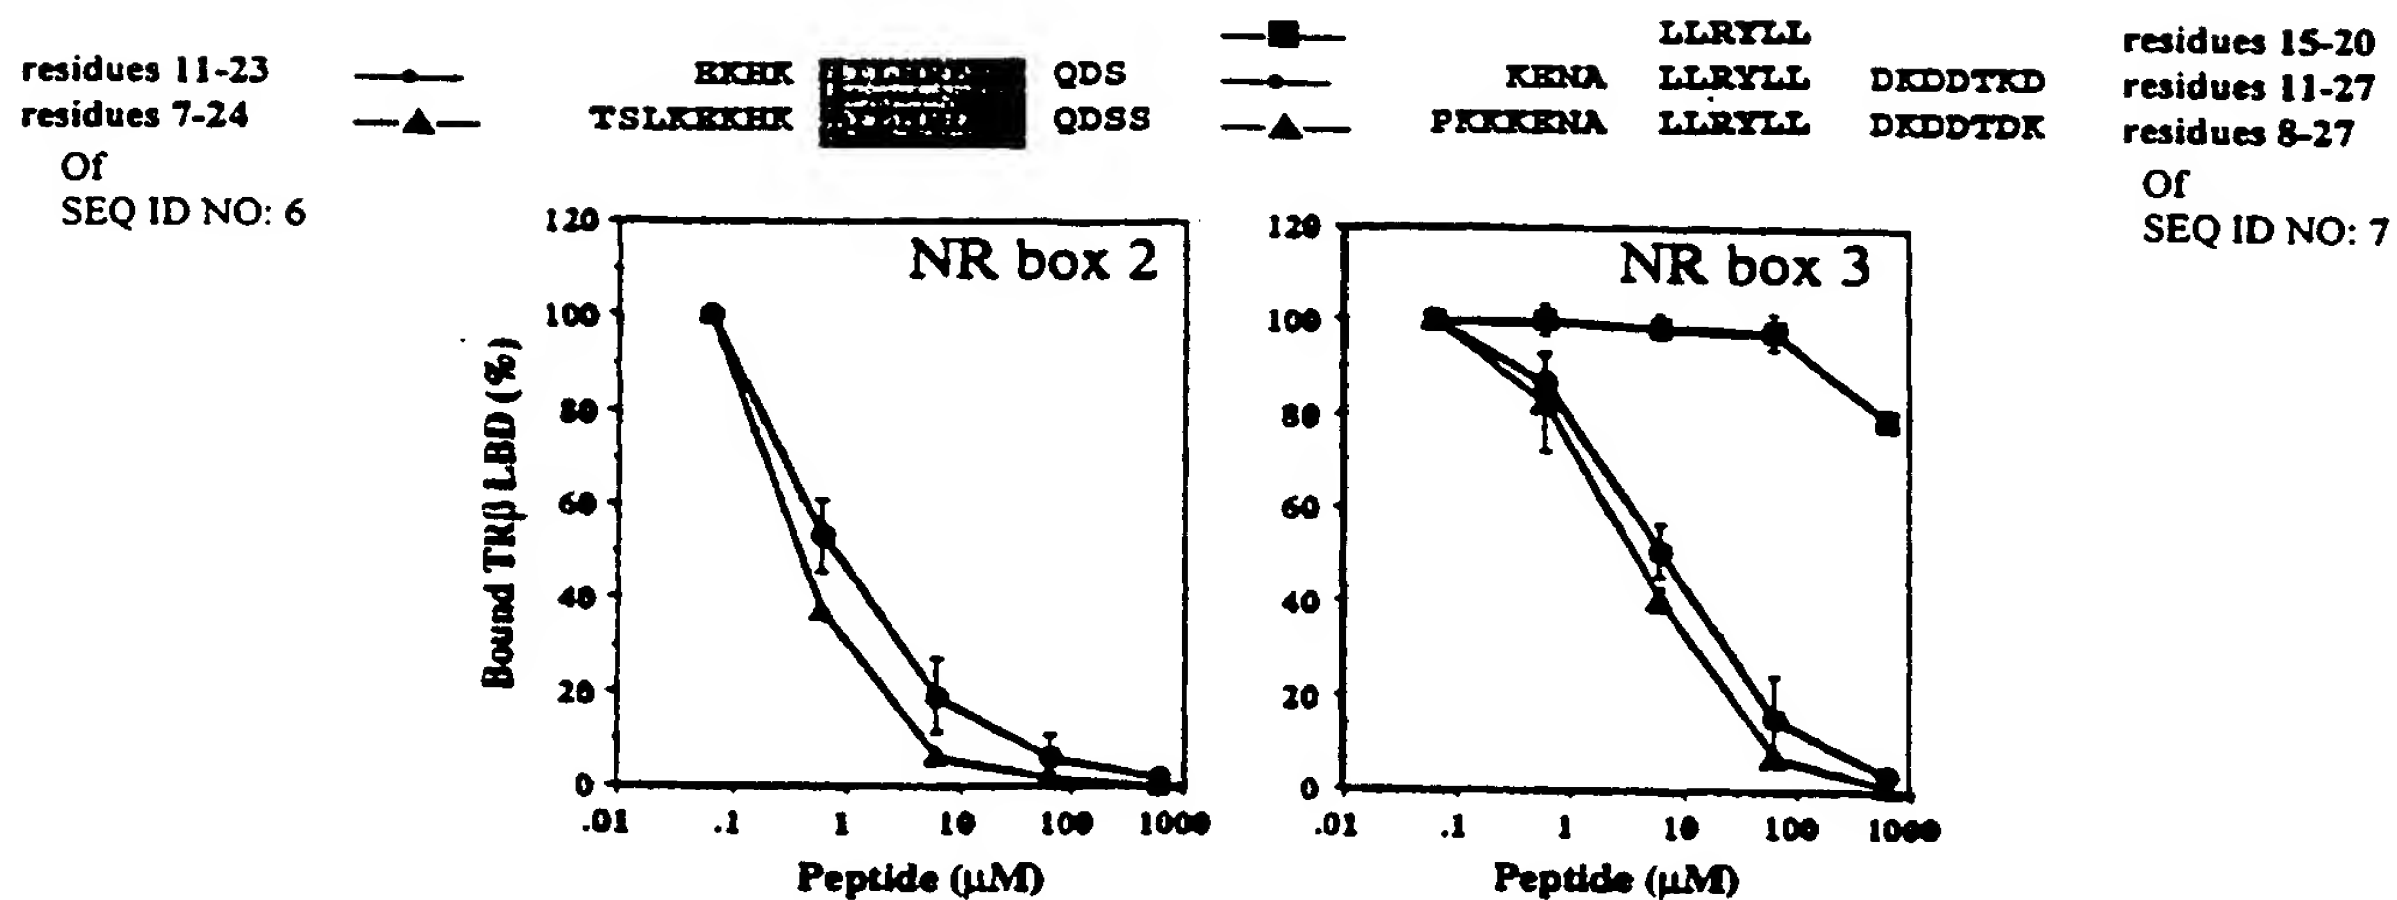 LLRYLL residues 15-20
residues 11-23 EKHK QDS KENA LLRYLL DKDDTKD residues 11-27
residues 7-24 TSLKEKHK QDSS PKKKENA LLRYLL DKDDTDK residues 8-27
Of
SEQ ID NO: 6
Of
SEQ ID NO: 7
NR box 2
120
100
80
60
40
20
0
Bound TRβ LBD (%)
.01 .1 1 10 100 1000
Peptide (μM)
NR box 3
120
100
80
60
40
20
0
.01 .1 1 10 100 1000
Peptide (μM)